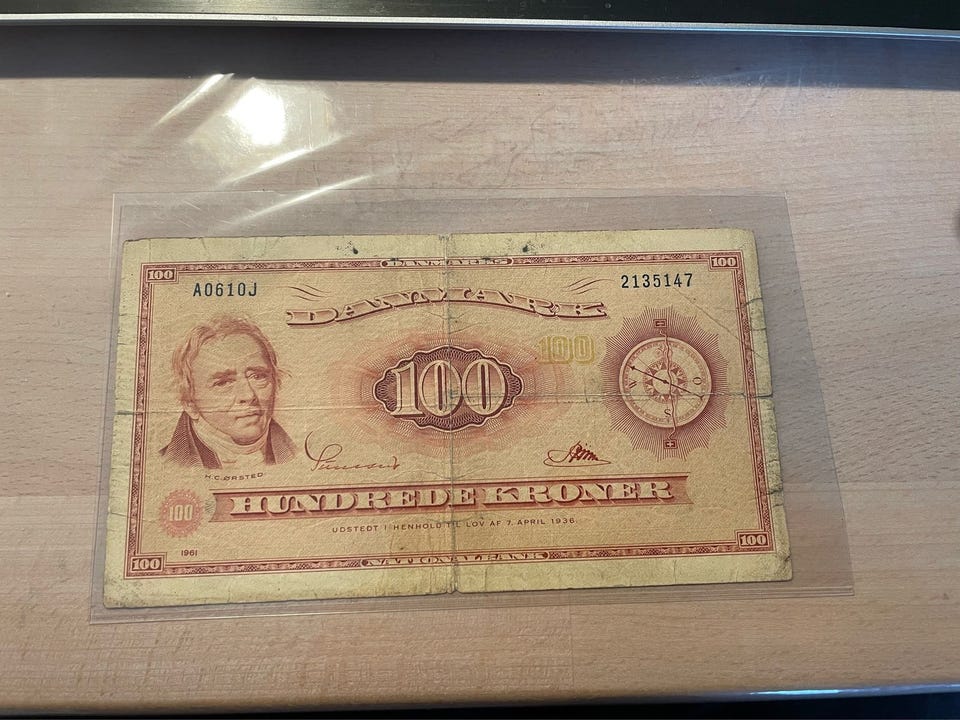 DANMARKS
100 100
A0610J 2135147
DANMARK
100
100
V O
S
H.C.ØRSTED
HUNDREDE KRONER
100
UDSTEDT I HENHOLD TIL LOV AF 7. APRIL 1936
1961
100 NATIONALBANK 100